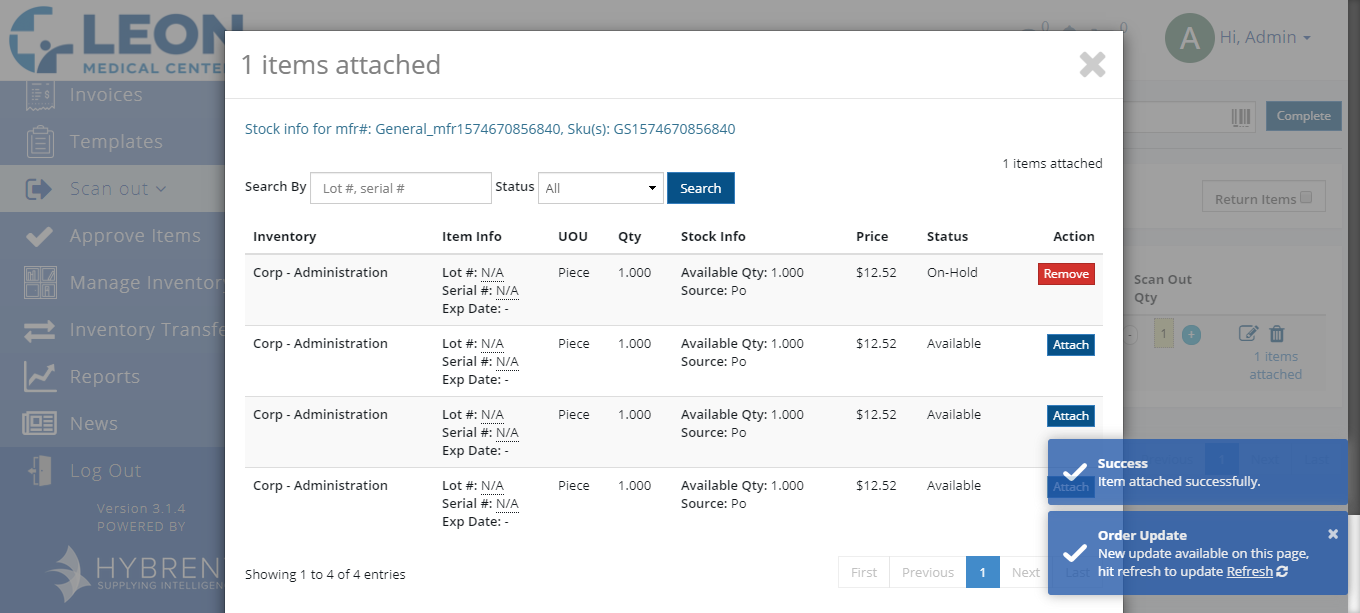 LEON
MEDICAL CENTE
0
0
A
Hi, Admin
Invoices
Templates
Scan out
Approve Items
Manage Inventor
Inventory Transfe
Reports
News
Log Out
Version 3.1.4
POWERED BY
HYBREN
SUPPLYING INTELLIGEN
1 items attached
Stock info for mfr#: General_mfr1574670856840, Sku(s): GS1574670856840
1 items attached
Search By Lot #, serial # Status All Search
Inventory Item Info UOU Qty Stock Info Price Status Action
Corp - Administration Lot #: N/A Piece 1.000 Available Qty: 1.000 $12.52 On-Hold Remove
Serial #: N/A Source: Po
Exp Date: -
Corp - Administration Lot #: N/A Piece 1.000 Available Qty: 1.000 $12.52 Available Attach
Serial #: N/A Source: Po
Exp Date: -
Corp - Administration Lot #: N/A Piece 1.000 Available Qty: 1.000 $12.52 Available Attach
Serial #: N/A Source: Po
Exp Date: -
Corp - Administration Lot #: N/A Piece 1.000 Available Qty: 1.000 $12.52 Available Attach
Serial #: N/A Source: Po
Exp Date: -
Showing 1 to 4 of 4 entries
First Previous 1 Next Last
Complete
Return Items
Scan Out
Qty
- 1 +
1 items
attached
Success
Item attached successfully.
Order Update
New update available on this page,
hit refresh to update Refresh